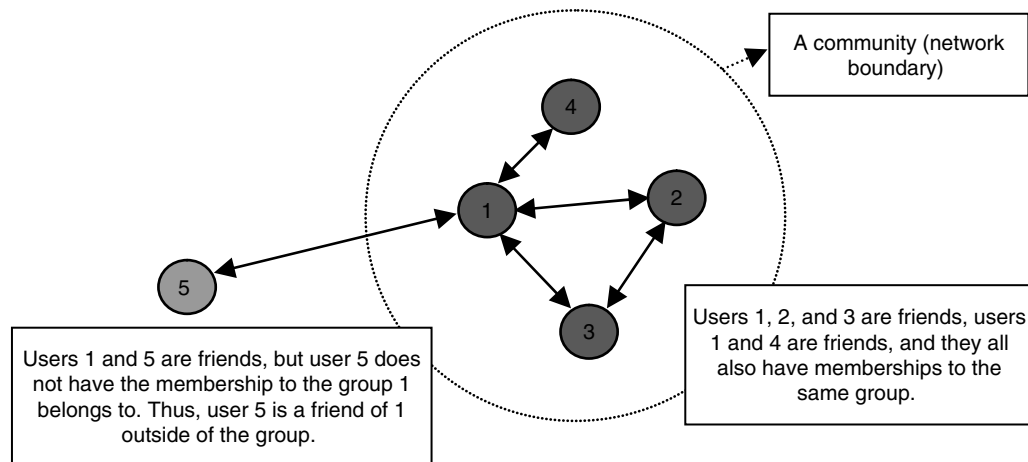 A community (network
boundary)
4
2
1
5
3
Users 1, 2, and 3 are friends, users
1 and 4 are friends, and they all
also have memberships to the
same group.
Users 1 and 5 are friends, but user 5 does
not have the membership to the group 1
belongs to. Thus, user 5 is a friend of 1
outside of the group.